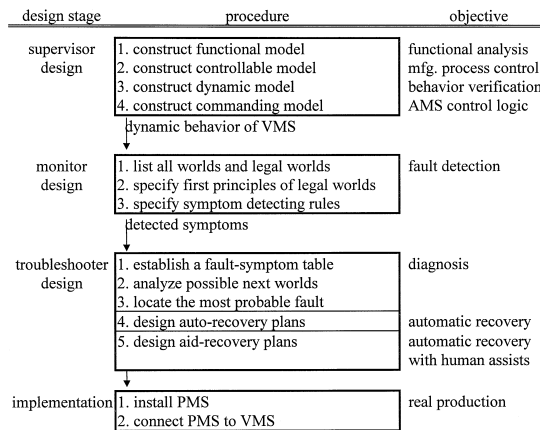 design stage procedure objective
supervisor 1. construct functional model functional analysis
design 2. construct controllable model mfg. process control
3. construct dynamic model behavior verification
4. construct commanding model AMS control logic
dynamic behavior of VMS
monitor 1. list all worlds and legal worlds fault detection
design 2. specify first principles of legal worlds
3. specify symptom detecting rules
detected symptoms
troubleshooter 1. establish a fault-symptom table diagnosis
design 2. analyze possible next worlds
3. locate the most probable fault
4. design auto-recovery plans automatic recovery
5. design aid-recovery plans automatic recovery
with human assists
implementation 1. install PMS real production
2. connect PMS to VMS